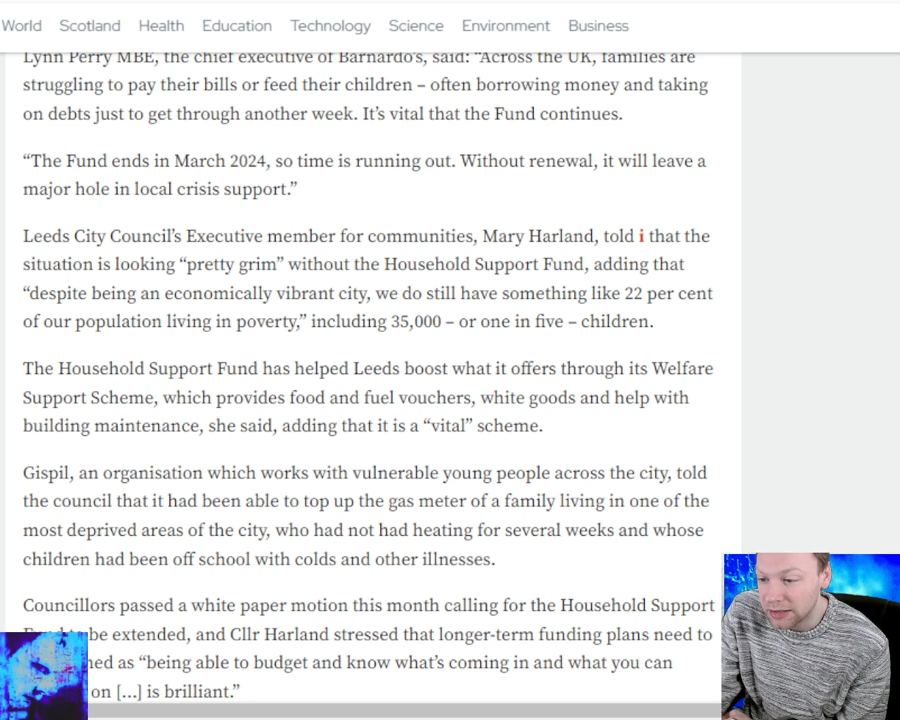 World Scotland Health Education Technology Science Environment Business
Lynn Perry MBE, the chief executive of Barnardo's, said: “Across the UK, families are
struggling to pay their bills or feed their children – often borrowing money and taking
on debts just to get through another week. It’s vital that the Fund continues.
“The Fund ends in March 2024, so time is running out. Without renewal, it will leave a
major hole in local crisis support.”
Leeds City Council’s Executive member for communities, Mary Harland, told i that the
situation is looking “pretty grim” without the Household Support Fund, adding that
“despite being an economically vibrant city, we do still have something like 22 per cent
of our population living in poverty,” including 35,000 – or one in five – children.
The Household Support Fund has helped Leeds boost what it offers through its Welfare
Support Scheme, which provides food and fuel vouchers, white goods and help with
building maintenance, she said, adding that it is a “vital” scheme.
Gispil, an organisation which works with vulnerable young people across the city, told
the council that it had been able to top up the gas meter of a family living in one of the
most deprived areas of the city, who had not had heating for several weeks and whose
children had been off school with colds and other illnesses.
Councillors passed a white paper motion this month calling for the Household Support
be extended, and Cllr Harland stressed that longer-term funding plans need to
as “being able to budget and know what’s coming in and what you can
on [...] is brilliant.”